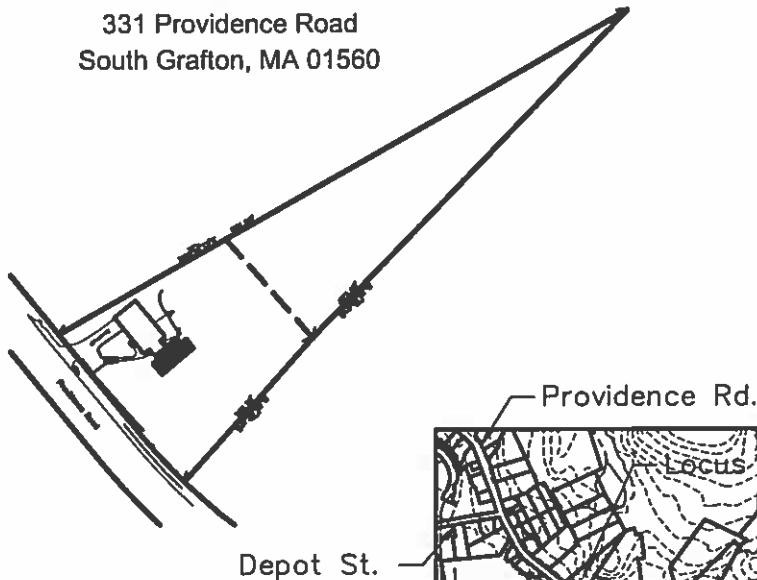 331 Providence Road
South Grafton, MA 01560
Providence Rd.
Locus
Depot St.